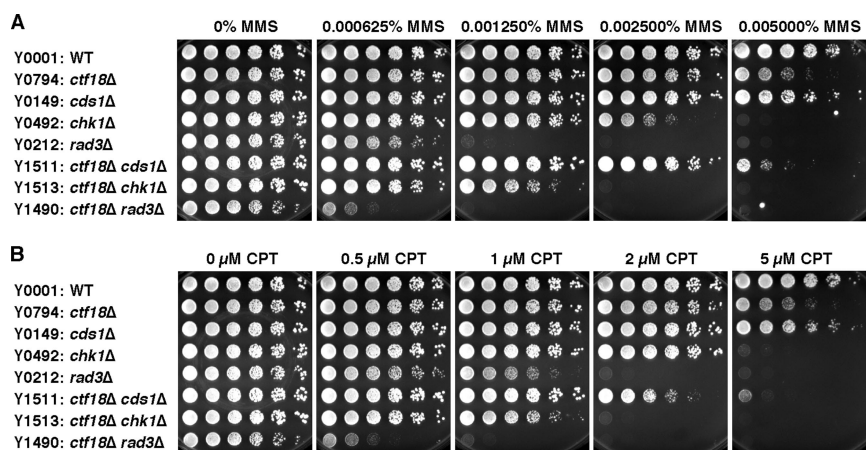 A
0% MMS 0.000625% MMS 0.001250% MMS 0.002500% MMS 0.005000% MMS
Y0001: WT
Y0794: ctf18Δ
Y0149: cds1Δ
Y0492: chk1Δ
Y0212: rad3Δ
Y1511: ctf18Δ cds1Δ
Y1513: ctf18Δ chk1Δ
Y1490: ctf18Δ rad3Δ
B
0 µM CPT 0.5 µM CPT 1 µM CPT 2 µM CPT 5 µM CPT
Y0001: WT
Y0794: ctf18Δ
Y0149: cds1Δ
Y0492: chk1Δ
Y0212: rad3Δ
Y1511: ctf18Δ cds1Δ
Y1513: ctf18Δ chk1Δ
Y1490: ctf18Δ rad3Δ